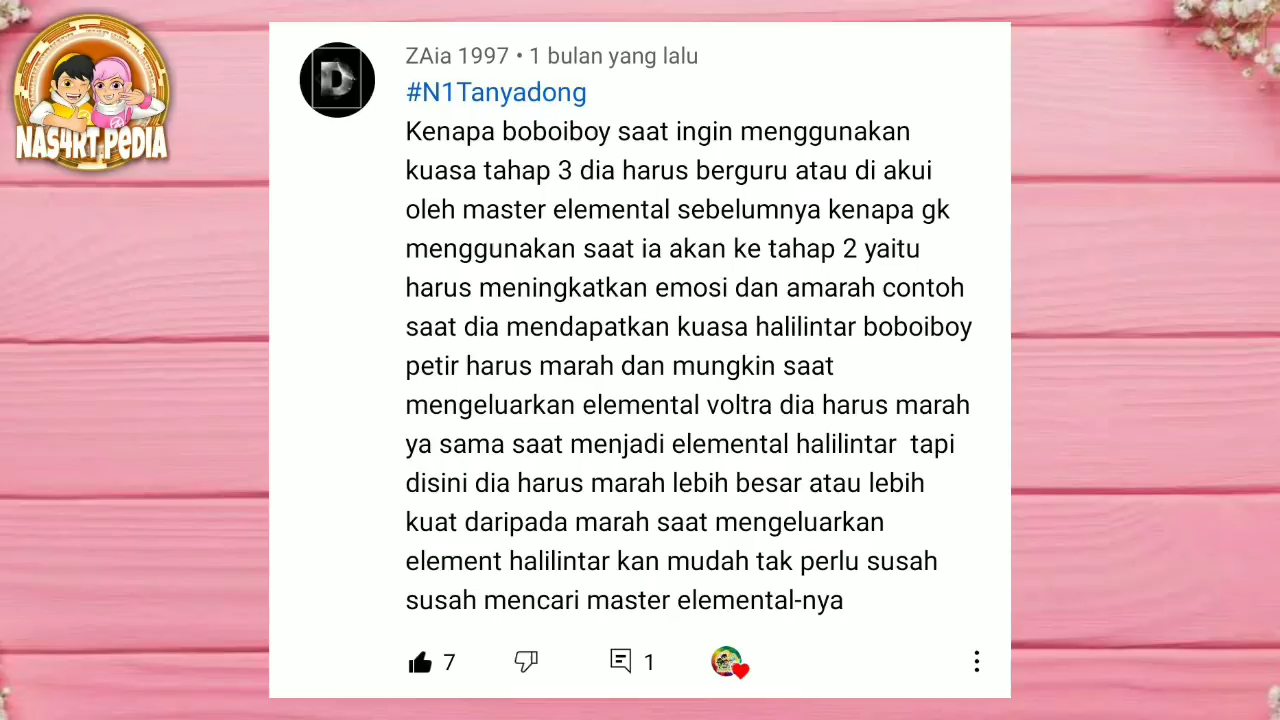 NAS4RT.PEDIA
D
ZAia 1997 • 1 bulan yang lalu
#N1Tanyadong
Kenapa boboiboy saat ingin menggunakan
kuasa tahap 3 dia harus berguru atau di akui
oleh master elemental sebelumnya kenapa gk
menggunakan saat ia akan ke tahap 2 yaitu
harus meningkatkan emosi dan amarah contoh
saat dia mendapatkan kuasa halilintar boboiboy
petir harus marah dan mungkin saat
mengeluarkan elemental voltra dia harus marah
ya sama saat menjadi elemental halilintar  tapi
disini dia harus marah lebih besar atau lebih
kuat daripada marah saat mengeluarkan
element halilintar kan mudah tak perlu susah
susah mencari master elemental-nya
7 1